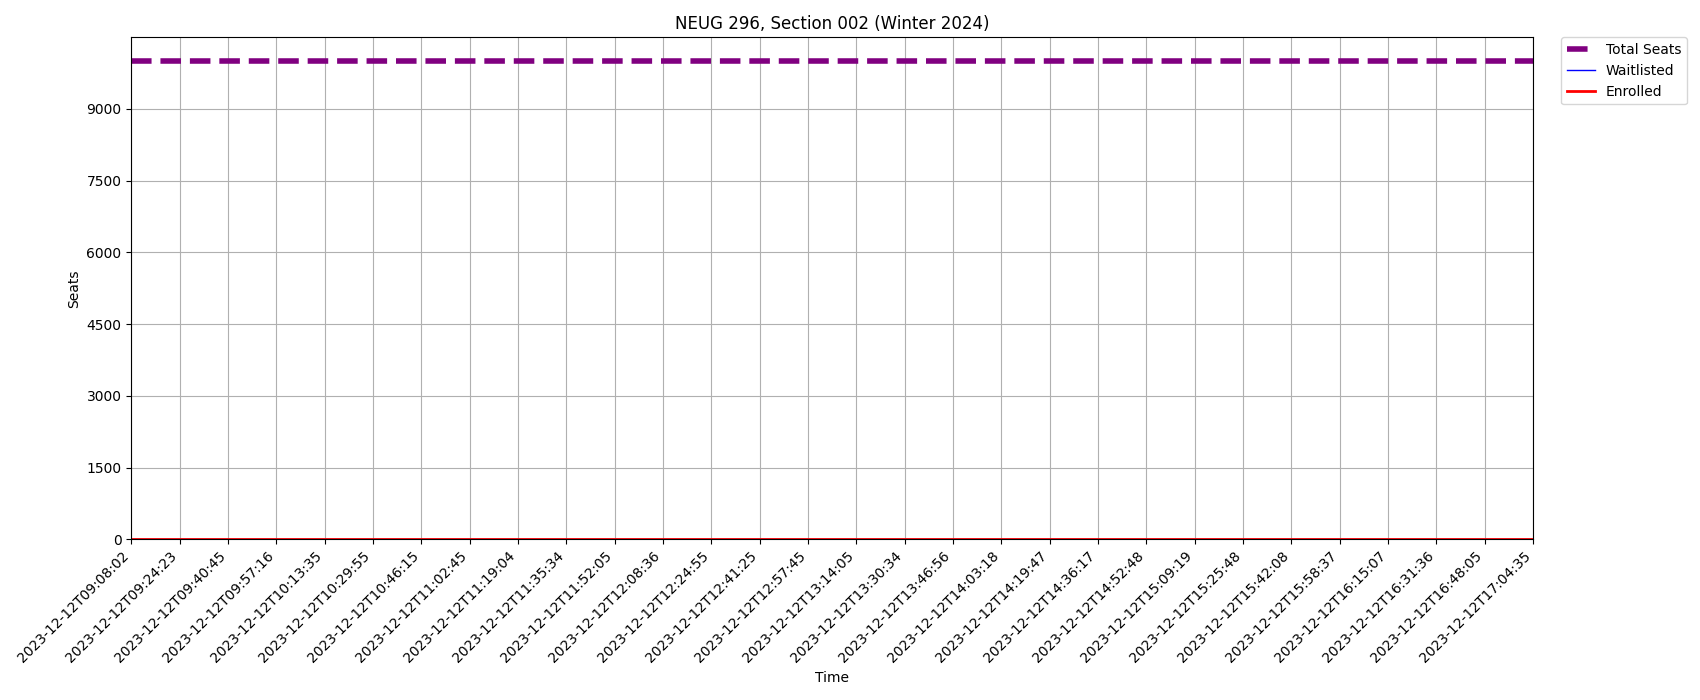 NEUG 296, Section 002 (Winter 2024)
Total Seats
Waitlisted
Enrolled
Seats
9000
7500
6000
4500
3000
1500
0
2023-12-12T09:08:02
2023-12-12T09:24:23
2023-12-12T09:40:45
2023-12-12T09:57:16
2023-12-12T10:13:35
2023-12-12T10:29:55
2023-12-12T10:46:15
2023-12-12T11:02:45
2023-12-12T11:19:04
2023-12-12T11:35:34
2023-12-12T11:52:05
2023-12-12T12:08:36
2023-12-12T12:24:55
2023-12-12T12:41:25
2023-12-12T12:57:45
2023-12-12T13:14:05
2023-12-12T13:30:34
2023-12-12T13:46:56
2023-12-12T14:03:18
2023-12-12T14:19:47
2023-12-12T14:36:17
2023-12-12T14:52:48
2023-12-12T15:09:19
2023-12-12T15:25:48
2023-12-12T15:42:08
2023-12-12T15:58:37
2023-12-12T16:15:07
2023-12-12T16:31:36
2023-12-12T16:48:05
2023-12-12T17:04:35
Time